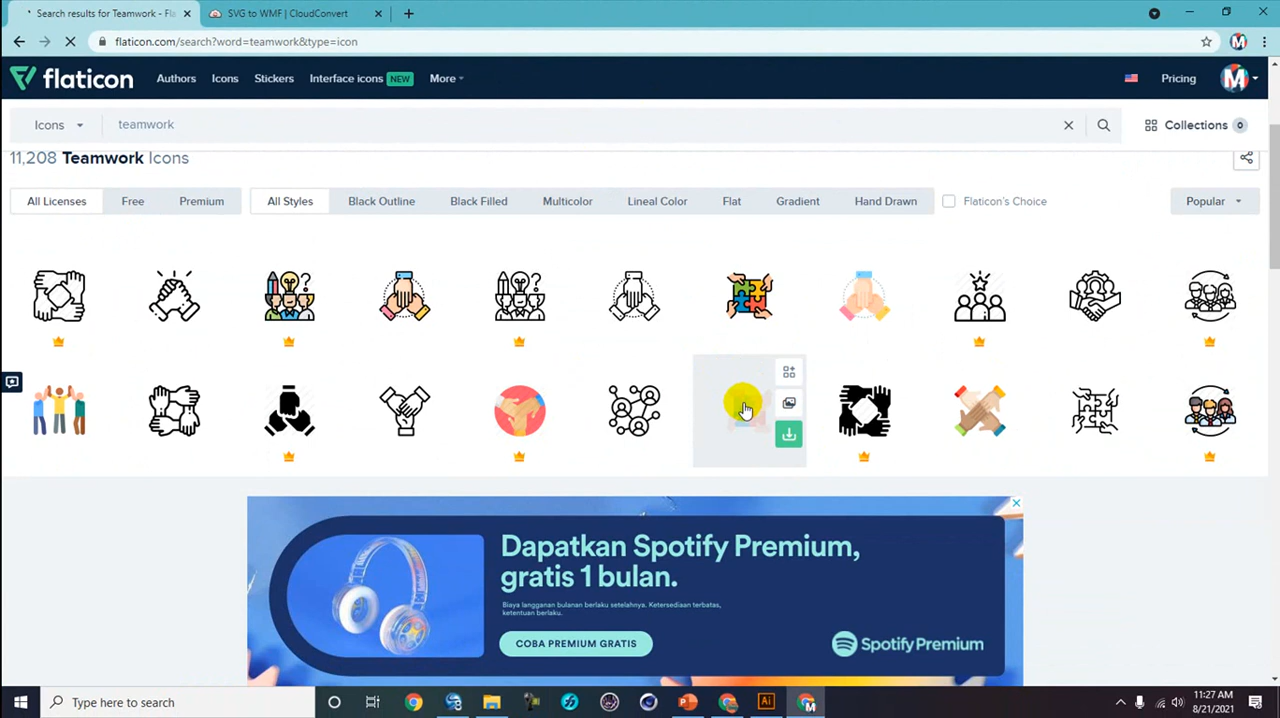 Search results for Teamwork - Fla
SVG to WMF | CloudConvert
flaticon.com/search?word=teamwork&type=icon
M
flaticon
Authors
Icons
Stickers
Interface icons NEW
More
Pricing
M
Icons
teamwork
Collections 0
11,208 Teamwork Icons
All Licenses
Free
Premium
All Styles
Black Outline
Black Filled
Multicolor
Lineal Color
Flat
Gradient
Hand Drawn
Flaticon's Choice
Popular
Dapatkan Spotify Premium,
gratis 1 bulan.
Biaya langganan bulanan berlaku setelahnya. Ketersediaan terbatas,
ketentuan berlaku.
COBA PREMIUM GRATIS
Spotify Premium
Type here to search
Ai
M
11:27 AM
8/21/2021